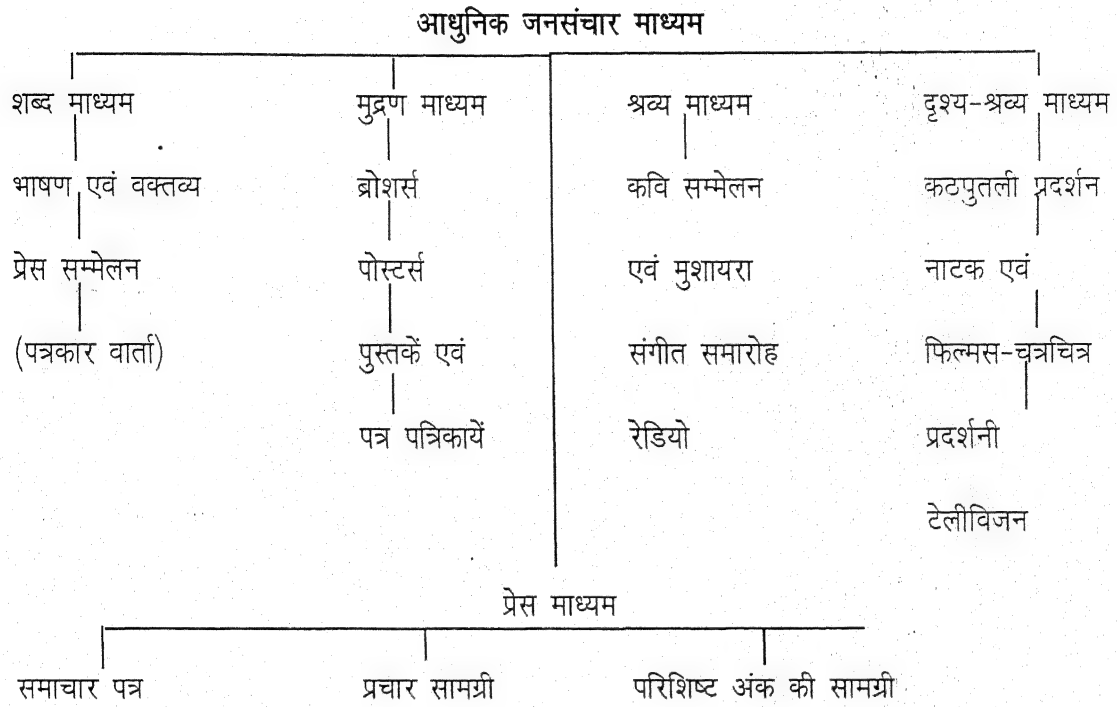 आधुनिक जनसंचार माध्यम
शब्द माध्यम मुद्रण माध्यम श्रव्य माध्यम दृश्य-श्रव्य माध्यम
भाषण एवं वक्तव्य ब्रोशर्स कवि सम्मेलन कठपुतली प्रदर्शन
प्रेस सम्मेलन पोस्टर्स एवं मुशायरा नाटक एवं
(पत्रकार वार्ता) पुस्तकें एवं संगीत समारोह फिल्मस-चत्रचित्र
पत्र पत्रिकायें रेडियो प्रदर्शनी
टेलीविजन
प्रेस माध्यम
समाचार पत्र प्रचार सामग्री परिशिष्ट अंक की सामग्री